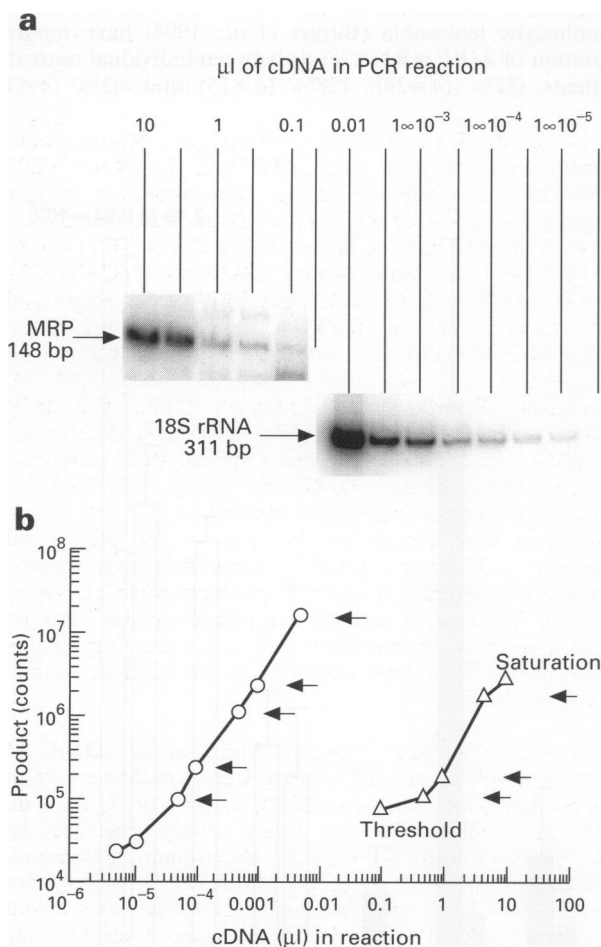 a
µl of cDNA in PCR reaction
10 1 0.1 0.01 1∞10⁻³ 1∞10⁻⁴ 1∞10⁻⁵
MRP
148 bp
18S rRNA
311 bp
b
Product (counts)
10⁸
10⁷
10⁶
10⁵
10⁴
Saturation
Threshold
10⁻⁶ 10⁻⁵ 10⁻⁴ 0.001 0.01 0.1 1 10 100
cDNA (µl) in reaction